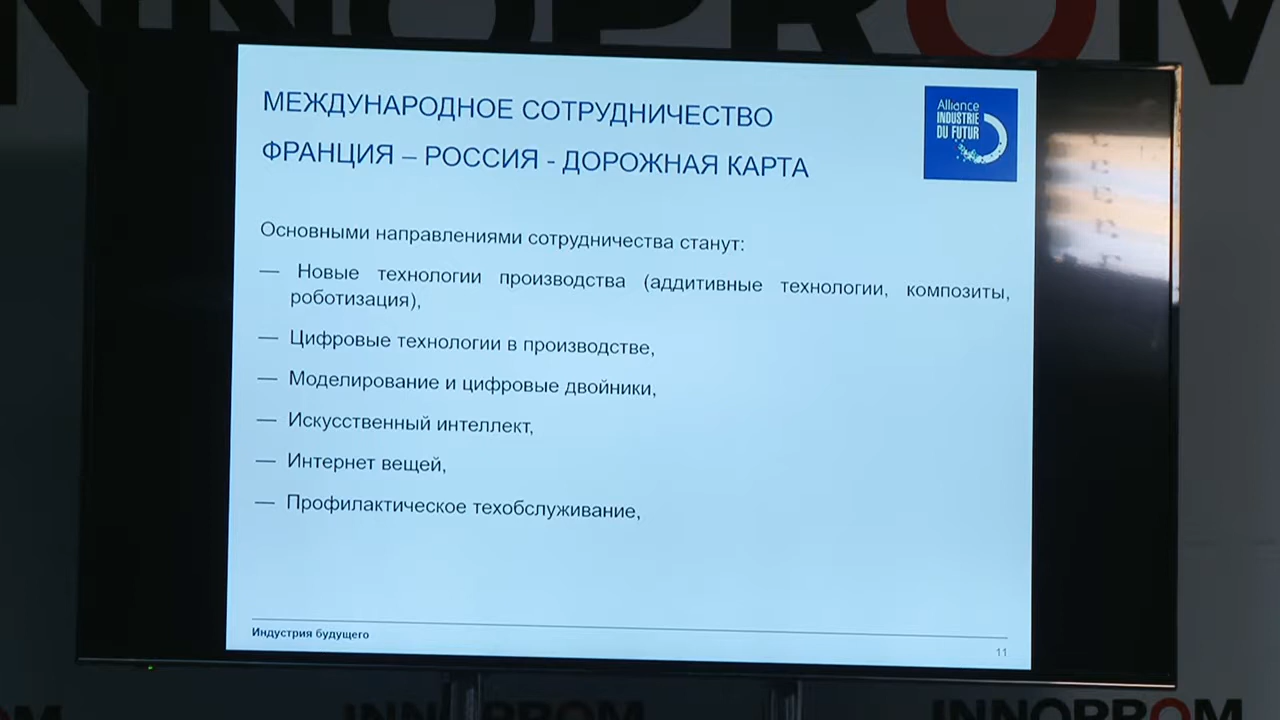 INNOPROM
МЕЖДУНАРОДНОЕ СОТРУДНИЧЕСТВО
ФРАНЦИЯ – РОССИЯ - ДОРОЖНАЯ КАРТА
Alliance
INDUSTRIE
DU FUTUR
Основными направлениями сотрудничества станут:
— Новые технологии производства (аддитивные технологии, композиты,
роботизация),
— Цифровые технологии в производстве,
— Моделирование и цифровые двойники,
— Искусственный интеллект,
— Интернет вещей,
— Профилактическое техобслуживание,
Индустрия будущего
11
INNOPROM
INNOPROM